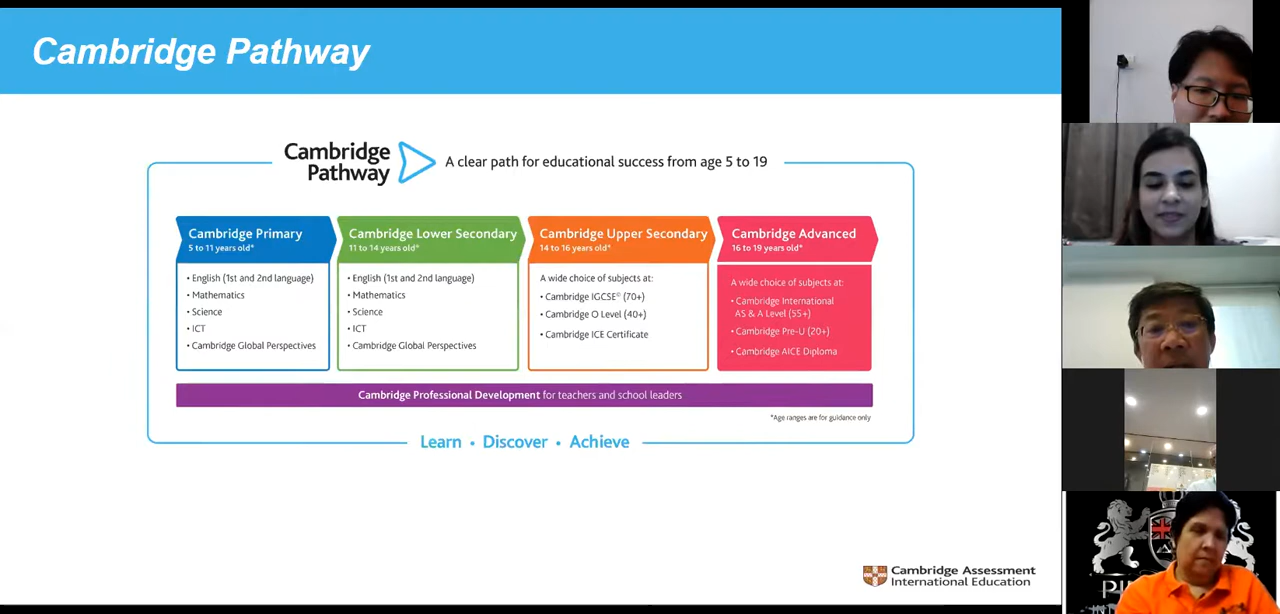 Cambridge Pathway
Cambridge
Pathway
A clear path for educational success from age 5 to 19
Cambridge Primary
5 to 11 years old*
• English (1st and 2nd language)
• Mathematics
• Science
• ICT
• Cambridge Global Perspectives
Cambridge Lower Secondary
11 to 14 years old*
• English (1st and 2nd language)
• Mathematics
• Science
• ICT
• Cambridge Global Perspectives
Cambridge Upper Secondary
14 to 16 years old*
A wide choice of subjects at:
• Cambridge IGCSE® (70+)
• Cambridge O Level (40+)
• Cambridge ICE Certificate
Cambridge Advanced
16 to 19 years old*
A wide choice of subjects at:
• Cambridge International
AS & A Level (55+)
• Cambridge Pre-U (20+)
• Cambridge AICE Diploma
Cambridge Professional Development for teachers and school leaders
*Age ranges are for guidance only
Learn • Discover • Achieve
Cambridge Assessment
International Education